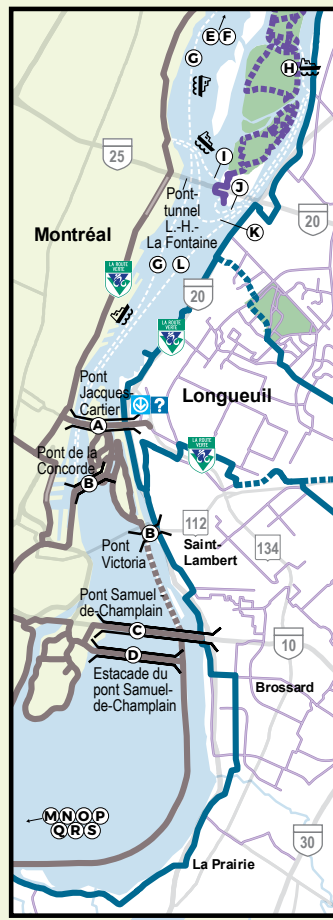 E F
G
H
25
I
J
Pont-
tunnel
L.-H.-
La Fontaine
20
K
Montréal
G L
LA ROUTE
VERTE
20
LA ROUTE
VERTE
Pont
Jacques-
Cartier
?
Longueuil
A
LA ROUTE
VERTE
Pont de la
Concorde
B
B
112
Pont
Victoria
Saint-
Lambert
134
Pont Samuel
de-Champlain
C
10
D
Estacade du
pont Samuel-
de-Champlain
Brossard
M N O P
Q R S
30
La Prairie